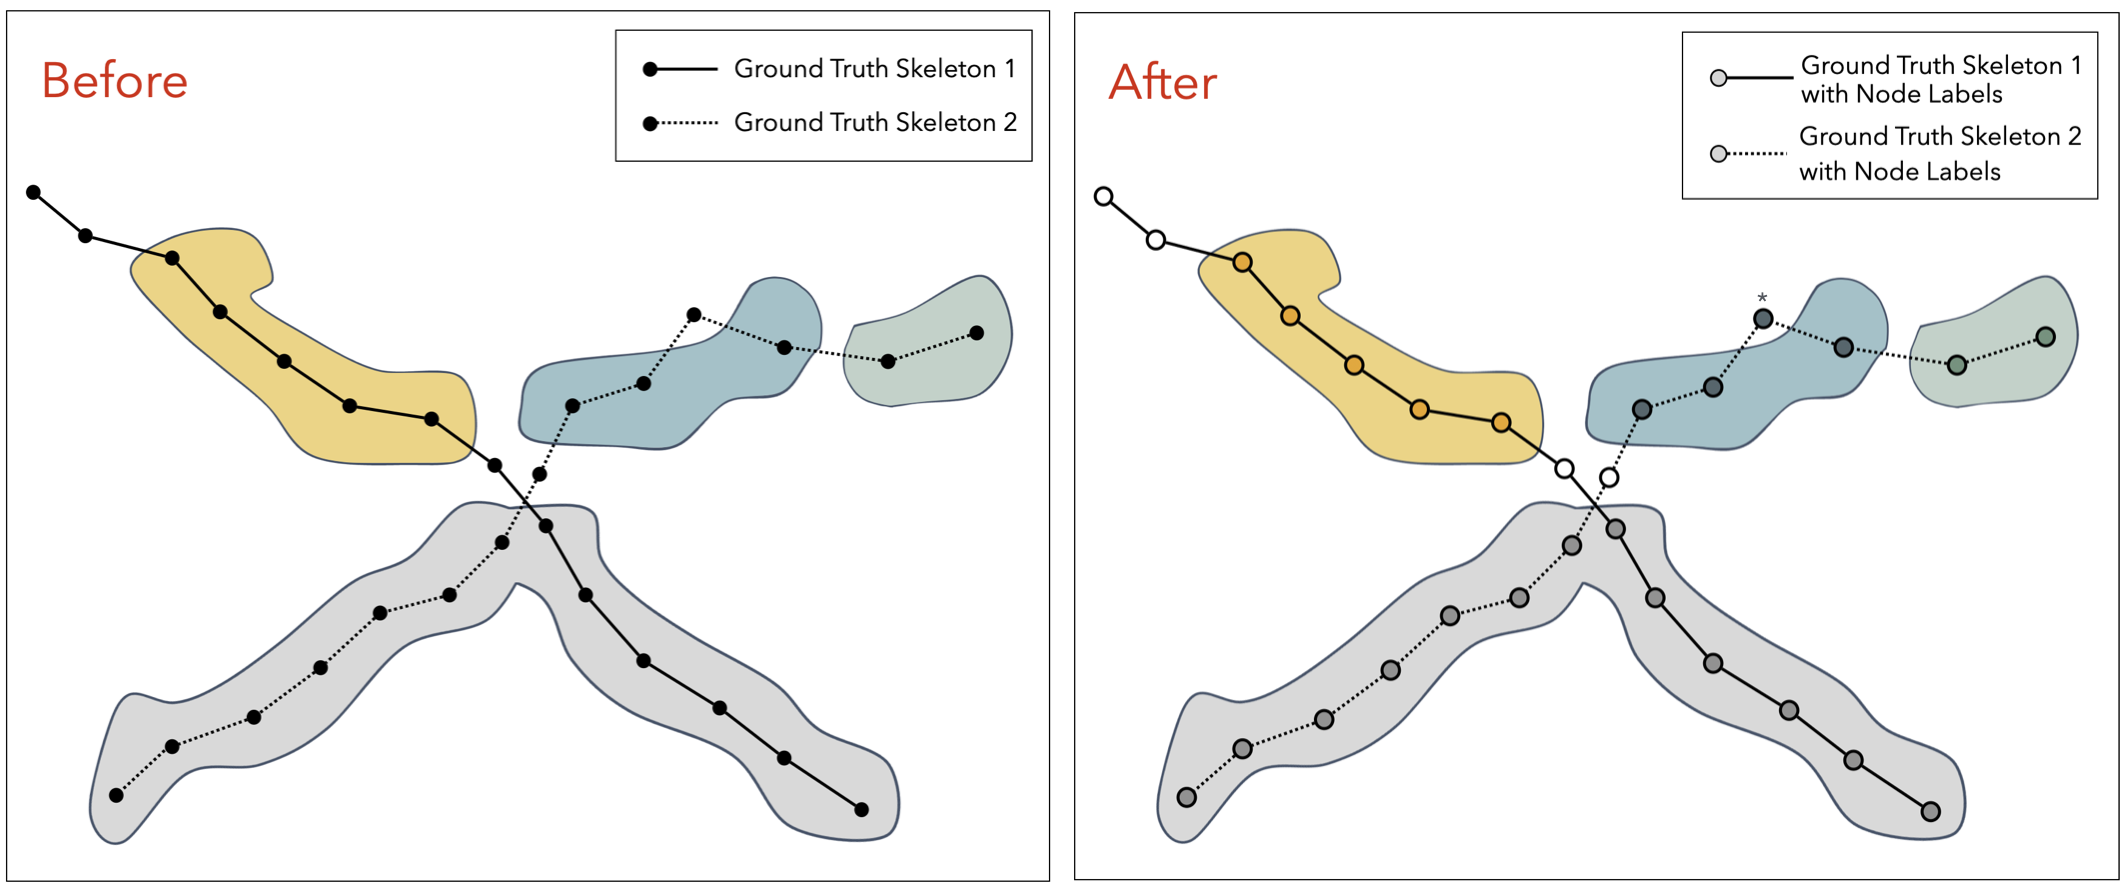 Before
Ground Truth Skeleton 1
Ground Truth Skeleton 2
After
Ground Truth Skeleton 1
with Node Labels
Ground Truth Skeleton 2
with Node Labels
*